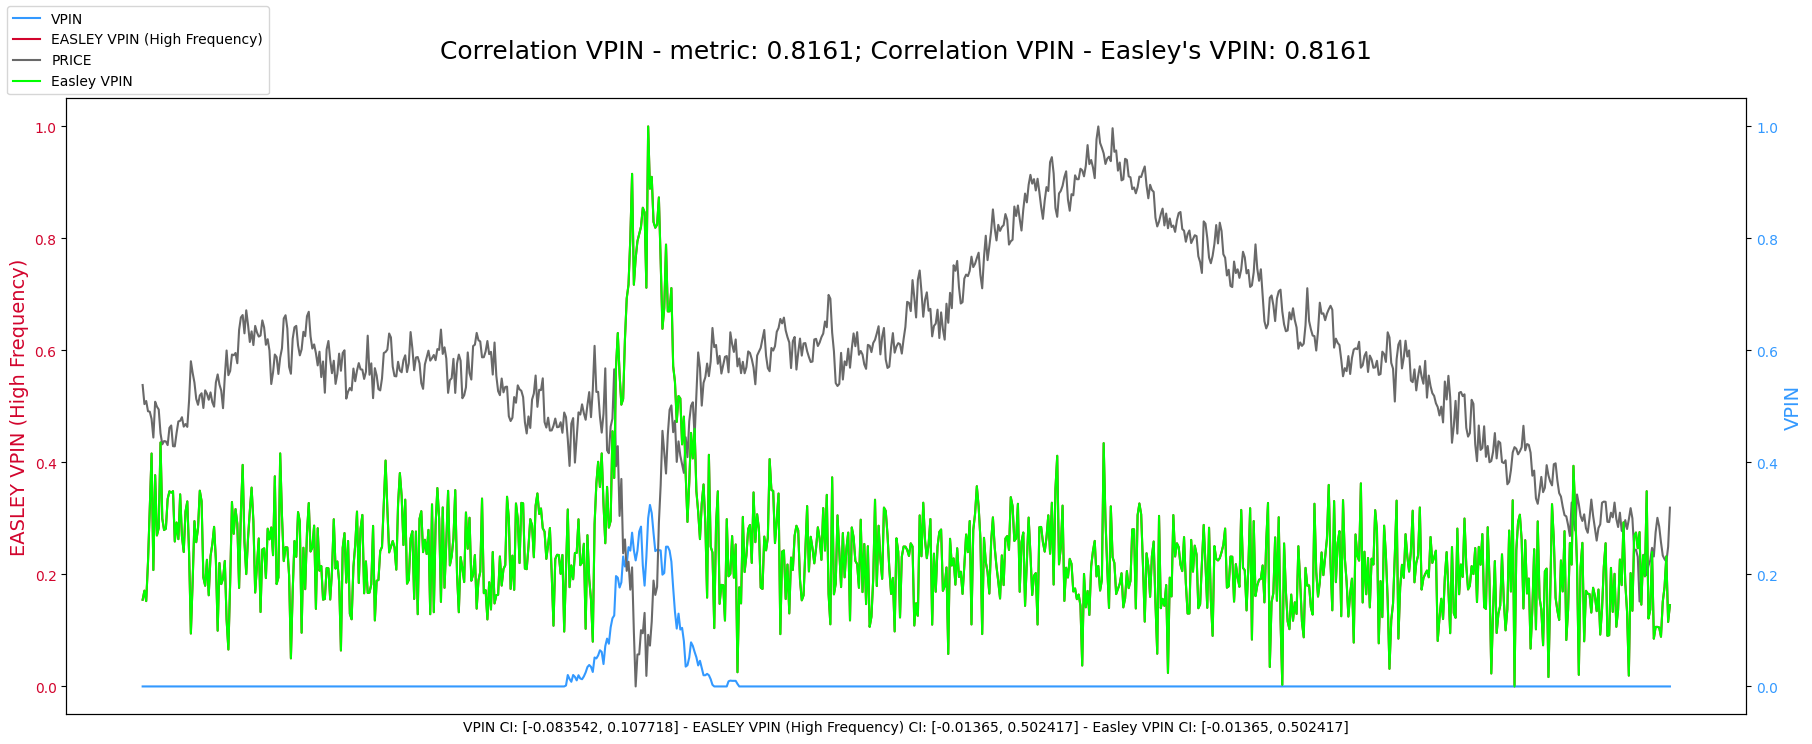 VPIN
EASLEY VPIN (High Frequency)
PRICE
Easley VPIN
Correlation VPIN - metric: 0.8161; Correlation VPIN - Easley's VPIN: 0.8161
EASLEY VPIN (High Frequency)
1.0
0.8
0.6
0.4
0.2
0.0
1.0
0.8
0.6
0.4
0.2
0.0
VPIN
VPIN CI: [-0.083542, 0.107718] - EASLEY VPIN (High Frequency) CI: [-0.01365, 0.502417] - Easley VPIN CI: [-0.01365, 0.502417]